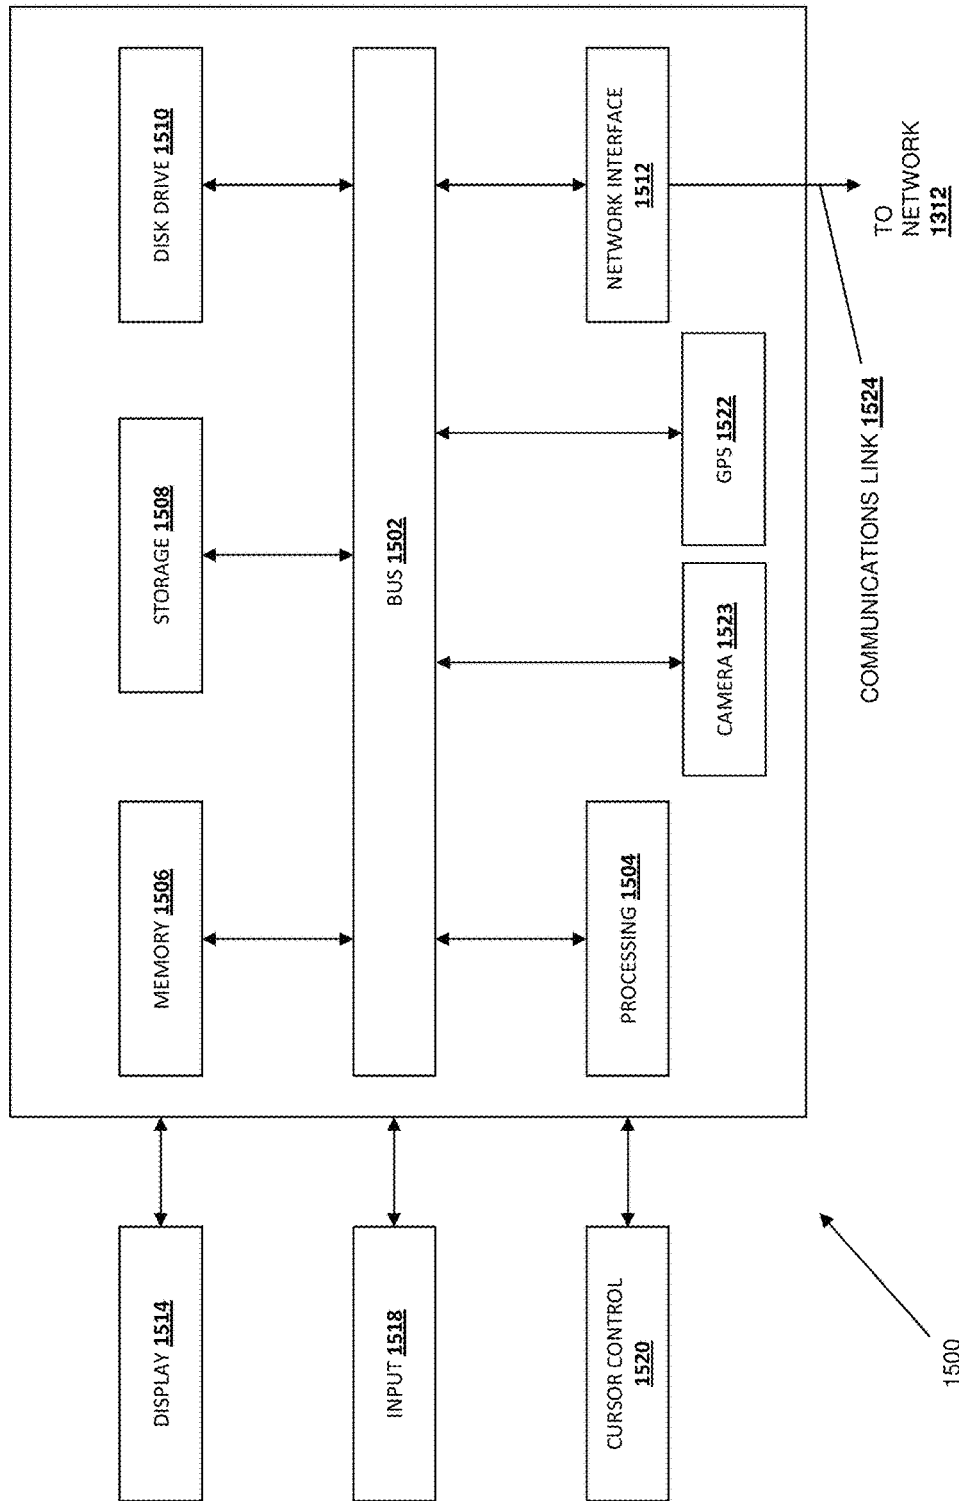 DISPLAY 1514
MEMORY 1506
STORAGE 1508
DISK DRIVE 1510
INPUT 1518
BUS 1502
CURSOR CONTROL
1520
PROCESSING 1504
NETWORK INTERFACE
1512
CAMERA 1523
GPS 1522
COMMUNICATIONS LINK 1524
TO
NETWORK
1312
1500